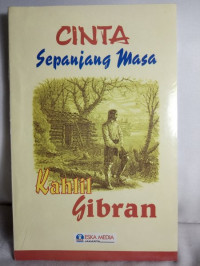 CINTA
Sepanjang Masa
Kahlil
Gibran
ESKA MEDIA